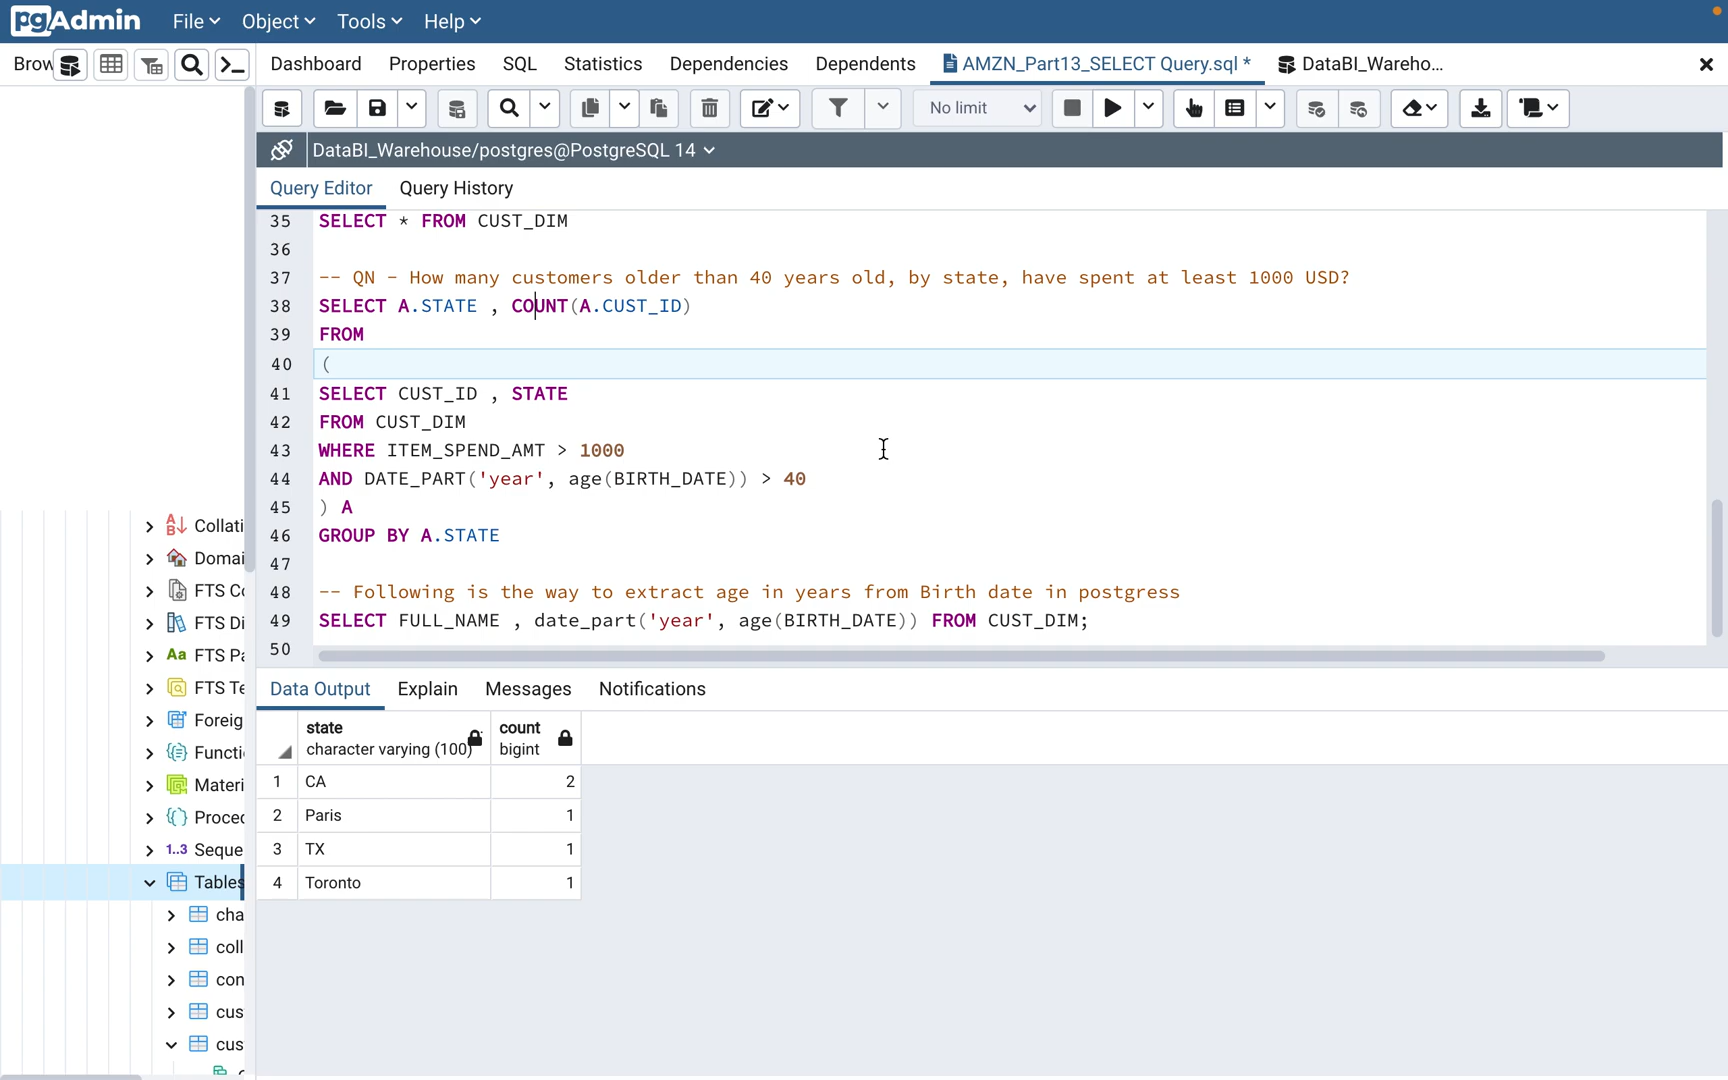 pgAdmin File Object Tools Help
Brow
Dashboard Properties SQL Statistics Dependencies Dependents AMZN_Part13_SELECT Query.sql * DataBI_Wareho...
No limit
DataBI_Warehouse/postgres@PostgreSQL 14
Query Editor Query History
35 SELECT * FROM CUST_DIM
36
37 -- QN - How many customers older than 40 years old, by state, have spent at least 1000 USD?
38 SELECT A.STATE , COUNT(A.CUST_ID)
39 FROM
40 (
41 SELECT CUST_ID , STATE
42 FROM CUST_DIM
43 WHERE ITEM_SPEND_AMT > 1000
44 AND DATE_PART('year', age(BIRTH_DATE)) > 40
45 ) A
46 GROUP BY A.STATE
47
48 -- Following is the way to extract age in years from Birth date in postgress
49 SELECT FULL_NAME , date_part('year', age(BIRTH_DATE)) FROM CUST_DIM;
50
Collati
Domai
FTS Co
FTS Di
FTS Pa
FTS Te
Foreig
Functi
Materi
Proced
1..3 Seque
Tables
cha
coll
con
cus
cus
Data Output Explain Messages Notifications
state count
character varying (100) bigint
1 CA 2
2 Paris 1
3 TX 1
4 Toronto 1